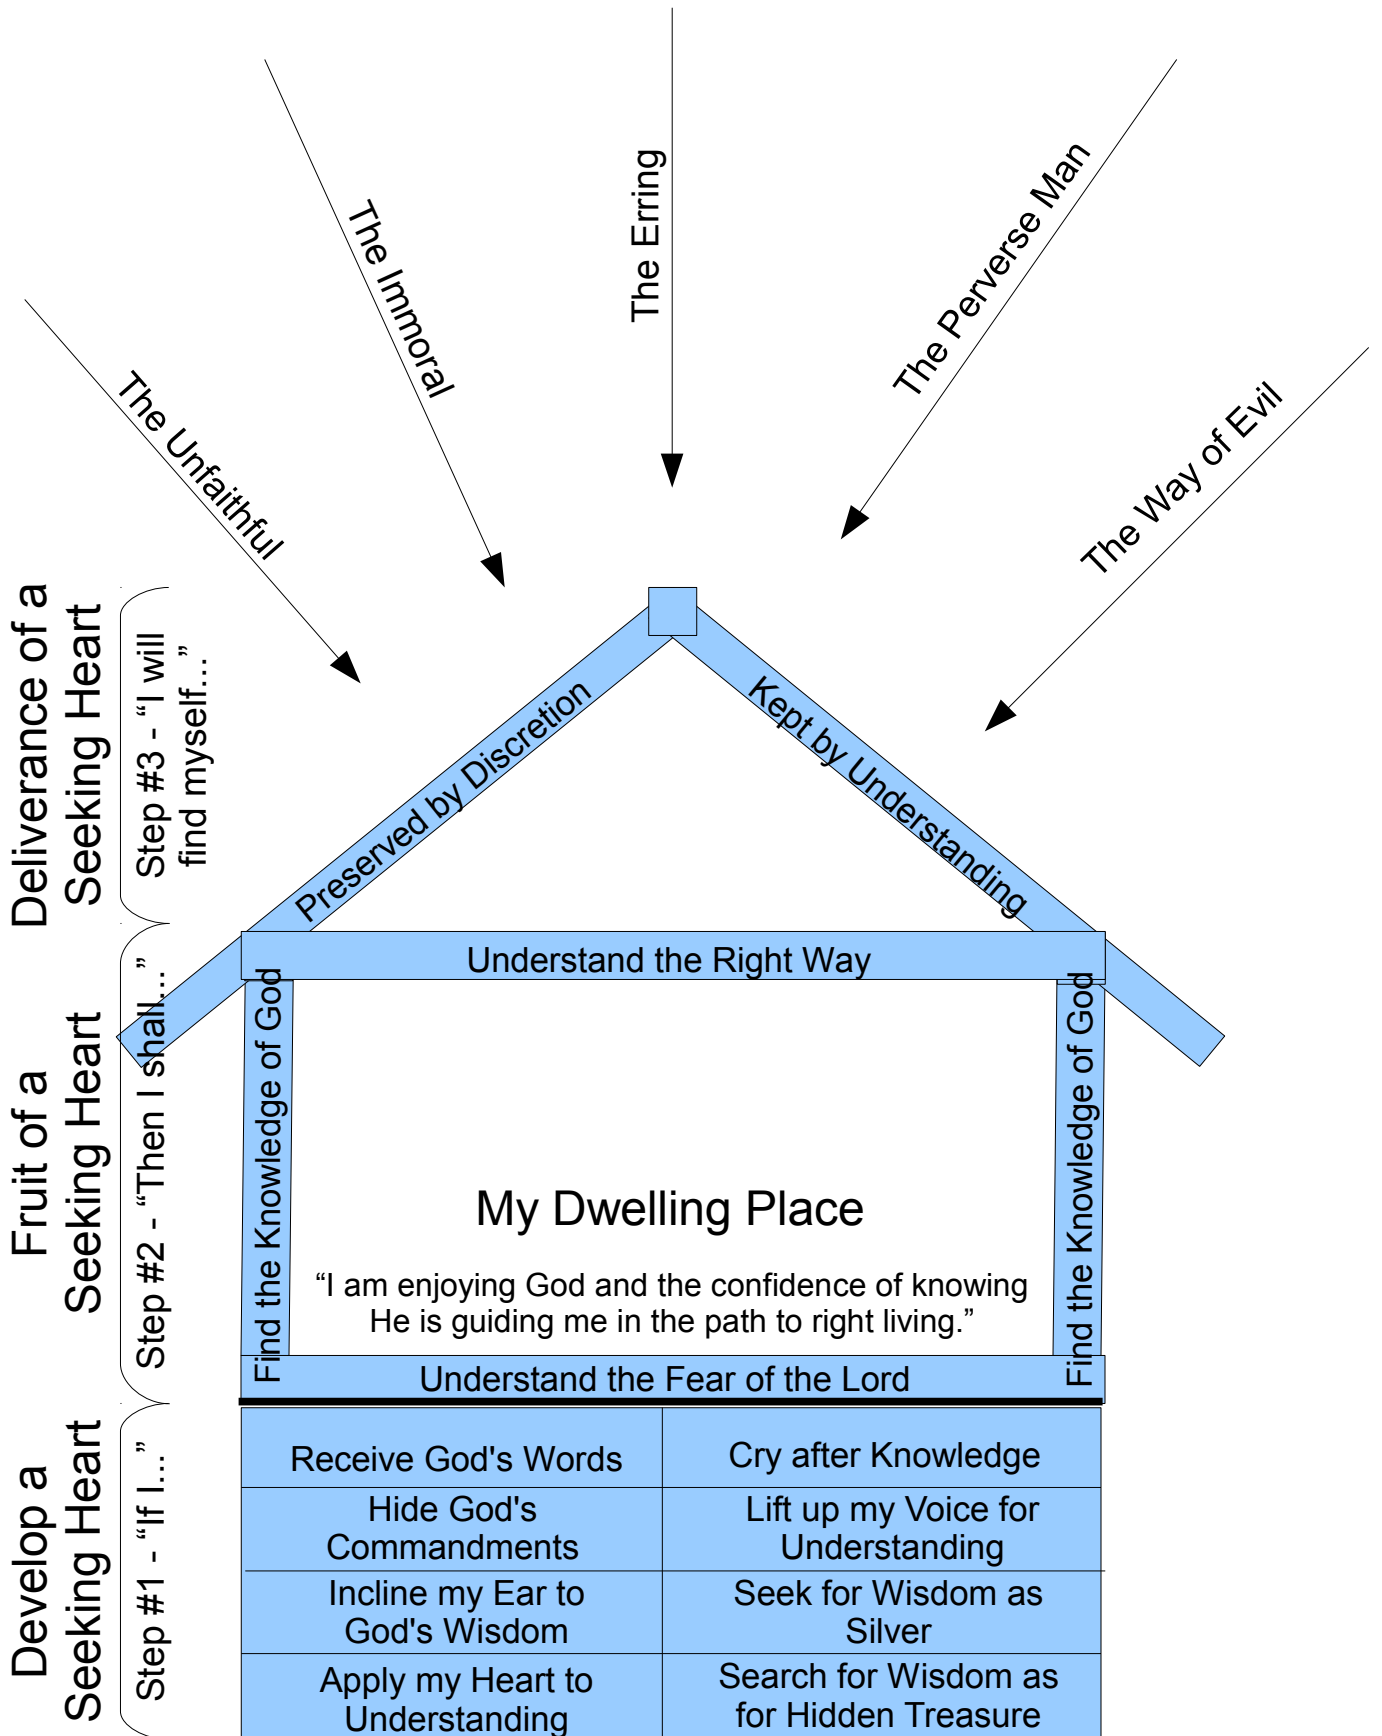 The Unfaithful
The Immoral
The Erring
The Perverse Man
The Way of Evil
Deliverance of a
Seeking Heart
Step #3 - “I will
find myself...”
Preserved by Discretion
Kept by Understanding
Fruit of a
Seeking Heart
Step #2 - “Then I shall...”
Understand the Right Way
Find the Knowledge of God
My Dwelling Place
“I am enjoying God and the confidence of knowing
He is guiding me in the path to right living.”
Find the Knowledge of God
Understand the Fear of the Lord
Develop a
Seeking Heart
Step #1 - “If I...”
Receive God's Words
Cry after Knowledge
Hide God's
Commandments
Lift up my Voice for
Understanding
Incline my Ear to
God's Wisdom
Seek for Wisdom as
Silver
Apply my Heart to
Understanding
Search for Wisdom as
for Hidden Treasure